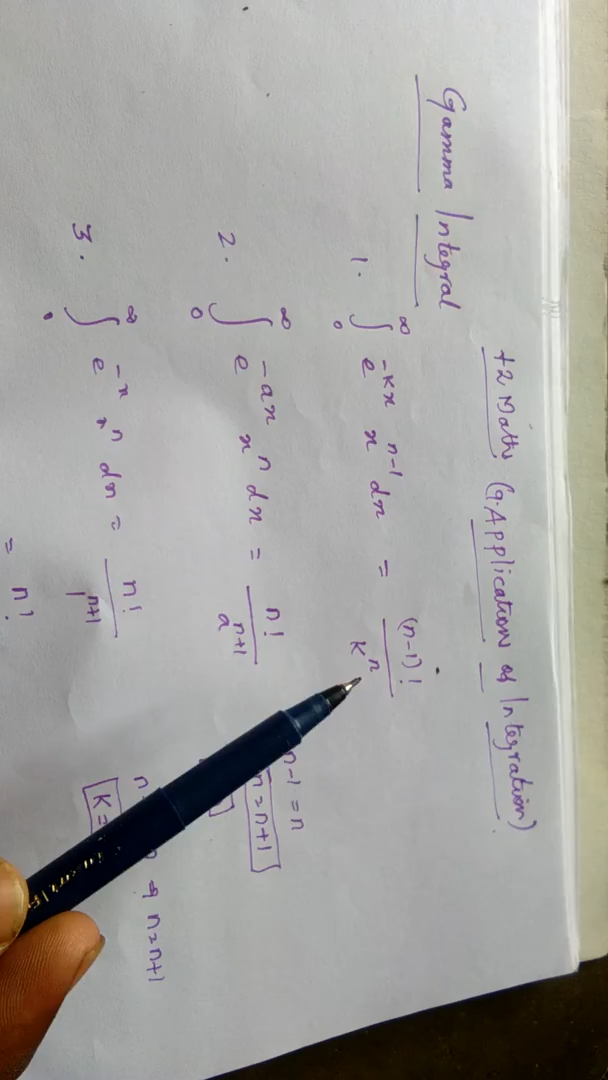 +2 Maths (9. Application of Integration)
Gamma Integral
1. ∫₀^∞ e^(-kx) x^(n-1) dx = (n-1)! / k^n
n-1 = n
n = n+1
2. ∫₀^∞ e^(-ax) x^n dx = n! / a^(n+1)
3. ∫^∞ e^(-x) x^n dx = n! / 1^(n+1)
n=n+1
k=
= n!